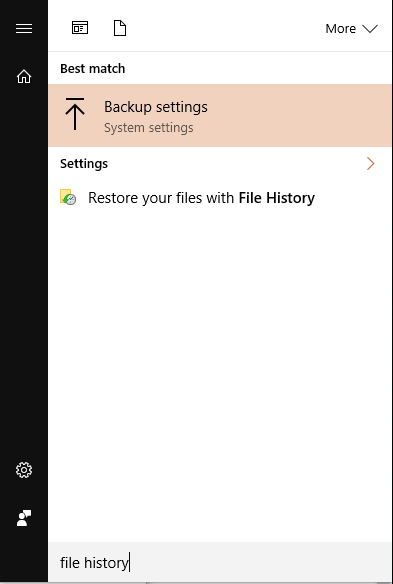 More
Best match
Backup settings
System settings
Settings
Restore your files with File History
file history